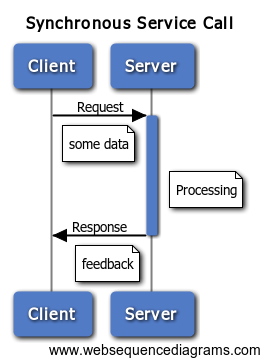 Synchronous Service Call
Client
Server
Request
some data
Processing
Response
feedback
Client
Server
www.websequencediagrams.com